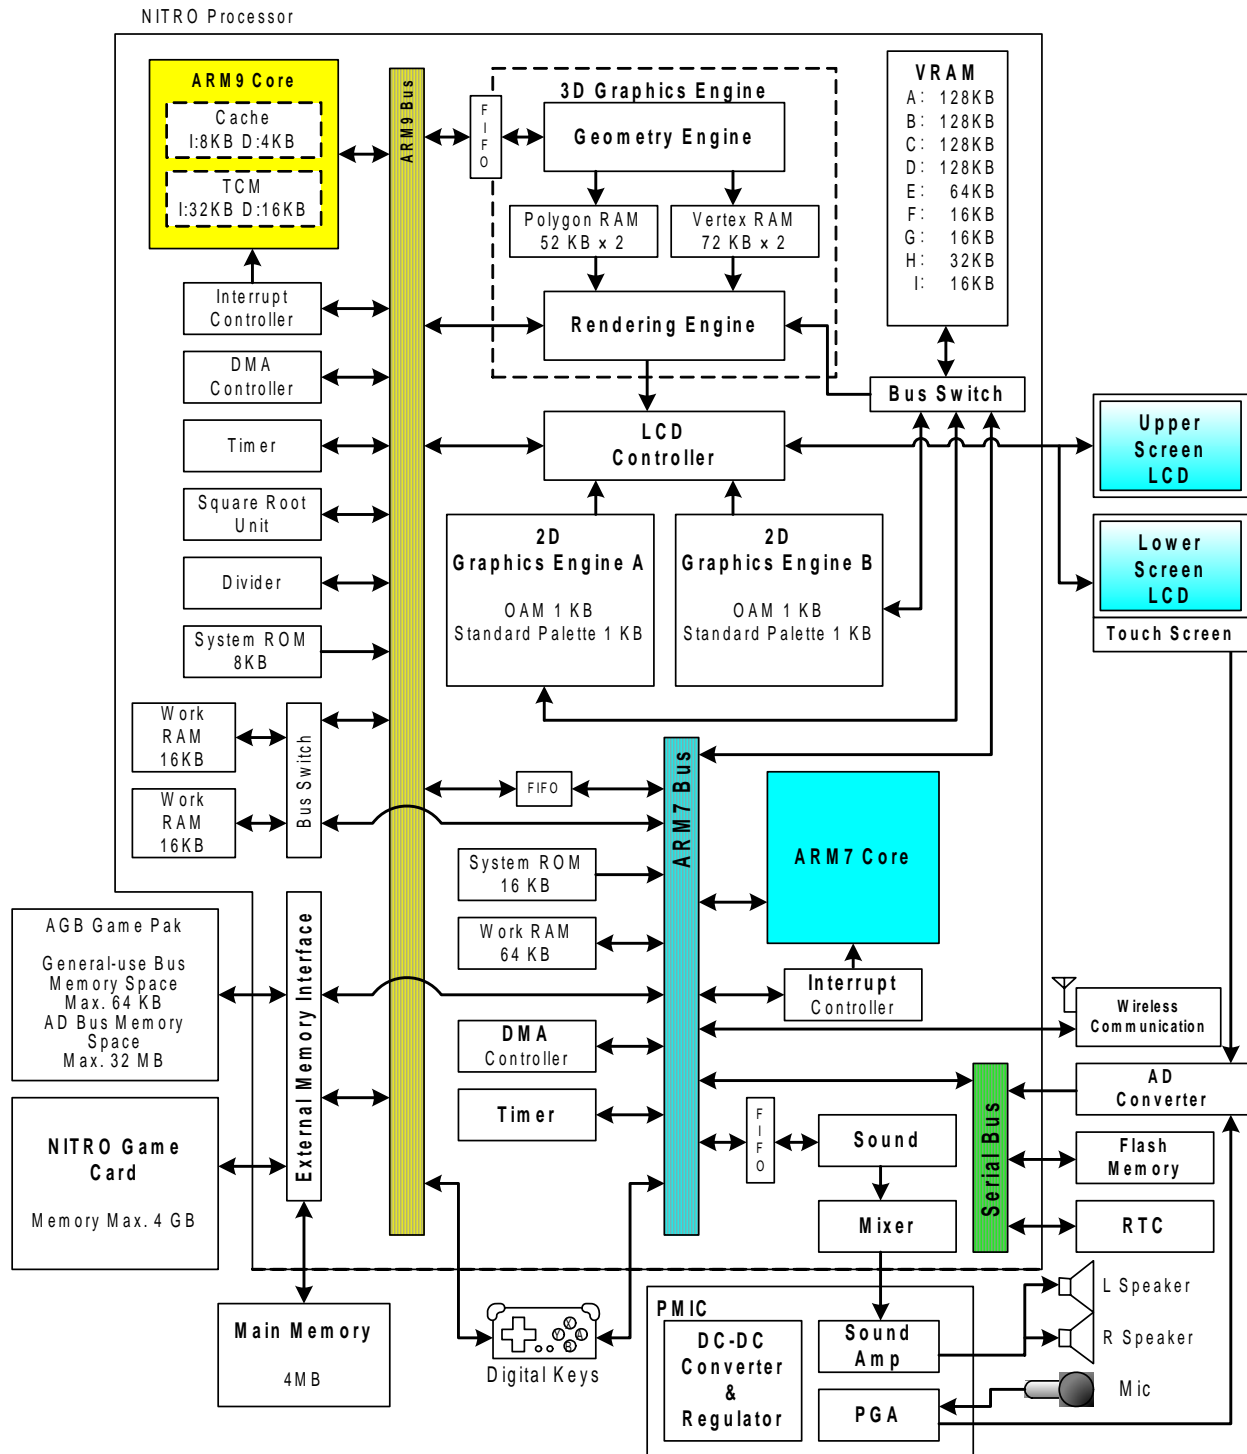 NITRO Processor
ARM9 Core
Cache
I:8KB D:4KB
TCM
I:32KB D:16KB
Interrupt
Controller
DMA
Controller
Timer
Square Root
Unit
Divider
System ROM
8KB
Work
RAM
16KB
Work
RAM
16KB
Bus Switch
ARM9 Bus
FIFO
3D Graphics Engine
Geometry Engine
Polygon RAM
52 KB × 2
Vertex RAM
72 KB × 2
Rendering Engine
VRAM
A: 128KB
B: 128KB
C: 128KB
D: 128KB
E: 64KB
F: 16KB
G: 16KB
H: 32KB
I: 16KB
Bus Switch
LCD
Controller
Upper
Screen
LCD
Lower
Screen
LCD
Touch Screen
2D
Graphics Engine A
OAM 1 KB
Standard Palette 1 KB
2D
Graphics Engine B
OAM 1 KB
Standard Palette 1 KB
FIFO
ARM7 Bus
ARM7 Core
System ROM
16 KB
Work RAM
64 KB
Interrupt
Controller
DMA
Controller
Timer
AGB Game Pak
General-use Bus
Memory Space
Max. 64 KB
AD Bus Memory
Space
Max. 32 MB
External Memory Interface
NITRO Game
Card
Memory Max. 4 GB
Main Memory
4MB
Wireless
Communication
AD
Converter
Serial Bus
Flash
Memory
RTC
FIFO
Sound
Mixer
Digital Keys
X
Y
A
B
PMIC
DC-DC
Converter
&
Regulator
Sound
Amp
PGA
L Speaker
R Speaker
Mic